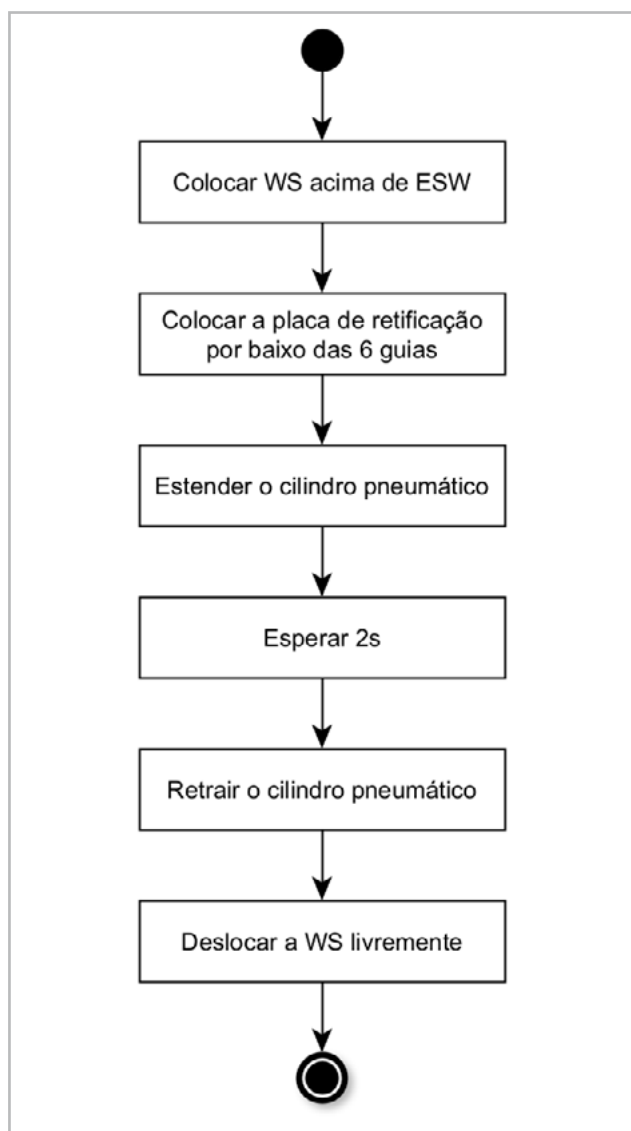 Colocar WS acima de ESW
Colocar a placa de retificação
por baixo das 6 guias
Estender o cilindro pneumático
Esperar 2s
Retrair o cilindro pneumático
Deslocar a WS livremente